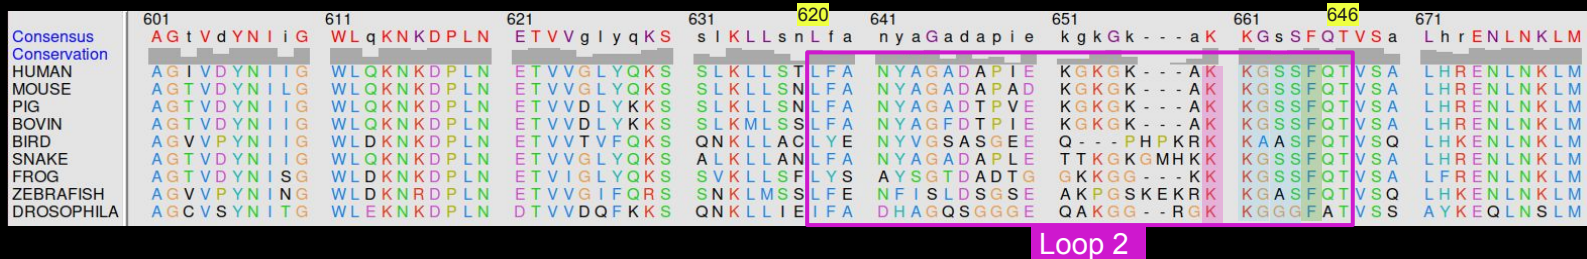 601 611 621 631 620 641 651 661 646 671
Consensus AGtVdYNIiG WLqKNKDPLN ETVVglyqKS slKLLsnLfa nyaGadapie kgkGk---aK KGsSFQTVSa LhrENLNKLM
Conservation
HUMAN AGIVDYNIIG WLQKNKDPLN ETVVGLYQKS SLKLLSTLFA NYAGADAPIE KGKGK---AK KGSSFQTVSA LHRENLNKLM
MOUSE AGTVDYNILG WLQKNKDPLN ETVVGLYQKS SLKLLSNLFA NYAGADAPAD KGKGK---AK KGSSFQTVSA LHRENLNKLM
PIG AGTVDYNIIG WLQKNKDPLN ETVVDLYKKS SLKLLSNLFA NYAGADTPVE KGKGK---AK KGSSFQTVSA LHRENLNKLM
BOVIN AGTVDYNIIG WLQKNKDPLN ETVVDLYKKS SLKMLSSLFA NYAGFDTPIE KGKGK---AK KGSSFQTVSA LHRENLNKLM
BIRD AGVVPYNIIG WLDKNKDPLN ETVVTVFQKS QNKLLACLYE NYVGSASGEE Q---PHPKRK KAASFQTVSQ LHKENLNKLM
SNAKE AGTVDYNIIG WLQKNKDPLN ETVVGLYQKS ALKLLANLFA NYAGADAPLE TTKGKGMHKK KGSSFQTVSA LHRENLNKLM
FROG AGTVDYNISG WLDKNKDPLN ETVIGLYQKS SVKLLSFLYS AYSGTDADTG GKKGG---KK KGSSFQTVSA LFRENLNKLM
ZEBRAFISH AGVVPYNING WLDKNRDPLN ETVVGIFQRS SNKLMSSLFE NFISLDSGSE AKPGSKEKRK KGASFQTVSQ LHKENLNKLM
DROSOPHILA AGCVSYNITG WLEKNKDPLN DTVVDQFKKS QNKLLIEIFA DHAGQSGGGE QAKGG--RGK KGGGFATVSS AYKEQLNSLM
Loop 2